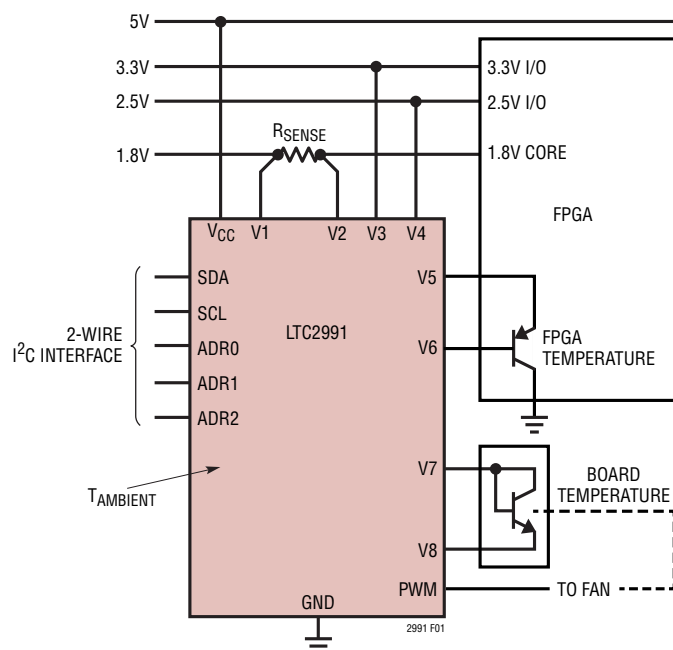 5V
3.3V
3.3V I/O
2.5V
2.5V I/O
RSENSE
1.8V
1.8V CORE
FPGA
VCC
V1
V2
V3
V4
SDA
SCL
ADR0
ADR1
ADR2
2-WIRE
I2C INTERFACE
LTC2991
V5
V6
FPGA
TEMPERATURE
TAMBIENT
V7
V8
BOARD
TEMPERATURE
PWM
TO FAN
GND
2991 F01